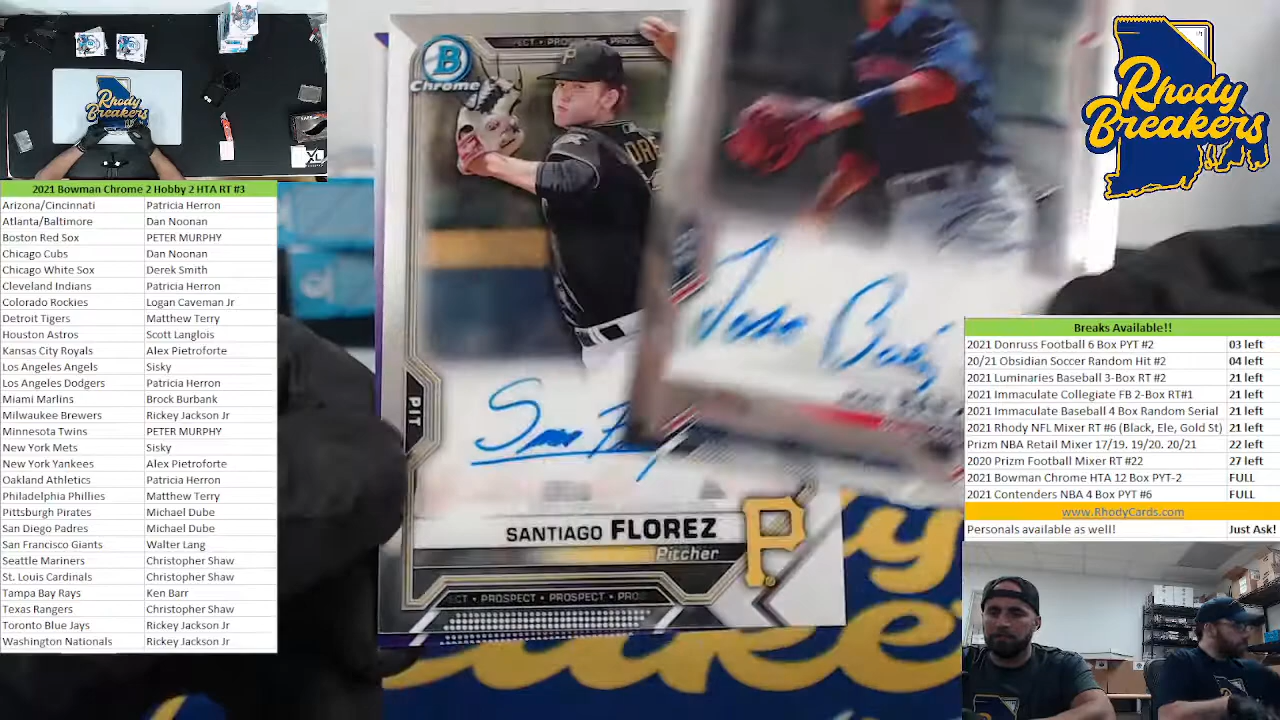 2021 Bowman Chrome 2 Hobby 2 HTA RT #3
Arizona/Cincinnati Patricia Herron
Atlanta/Baltimore Dan Noonan
Boston Red Sox PETER MURPHY
Chicago Cubs Dan Noonan
Chicago White Sox Derek Smith
Cleveland Indians Patricia Herron
Colorado Rockies Logan Caveman Jr
Detroit Tigers Matthew Terry
Houston Astros Scott Langlois
Kansas City Royals Alex Pietroforte
Los Angeles Angels Sisky
Los Angeles Dodgers Patricia Herron
Miami Marlins Brock Burbank
Milwaukee Brewers Rickey Jackson Jr
Minnesota Twins PETER MURPHY
New York Mets Sisky
New York Yankees Alex Pietroforte
Oakland Athletics Patricia Herron
Philadelphia Phillies Matthew Terry
Pittsburgh Pirates Michael Dube
San Diego Padres Michael Dube
San Francisco Giants Walter Lang
Seattle Mariners Christopher Shaw
St. Louis Cardinals Christopher Shaw
Tampa Bay Rays Ken Barr
Texas Rangers Christopher Shaw
Toronto Blue Jays Rickey Jackson Jr
Washington Nationals Rickey Jackson Jr
Rhody
Breakers
B
Chrome
PROSPECT
P
PIT
SANTIAGO FLOREZ
Pitcher
P
PROSPECT • PROSPECT
Rhody
Breakers
Breaks Available!!
2021 Donruss Football 6 Box PYT #2 03 left
20/21 Obsidian Soccer Random Hit #2 04 left
2021 Luminaries Baseball 3-Box RT #2 21 left
2021 Immaculate Collegiate FB 2-Box RT#1 21 left
2021 Immaculate Baseball 4 Box Random Serial 21 left
2021 Rhody NFL Mixer RT #6 (Black, Ele, Gold St) 21 left
Prizm NBA Retail Mixer 17/19. 19/20. 20/21 22 left
2020 Prizm Football Mixer RT #22 27 left
2021 Bowman Chrome HTA 12 Box PYT-2 FULL
2021 Contenders NBA 4 Box PYT #6 FULL
www.RhodyCards.com
Personals available as well! Just Ask!